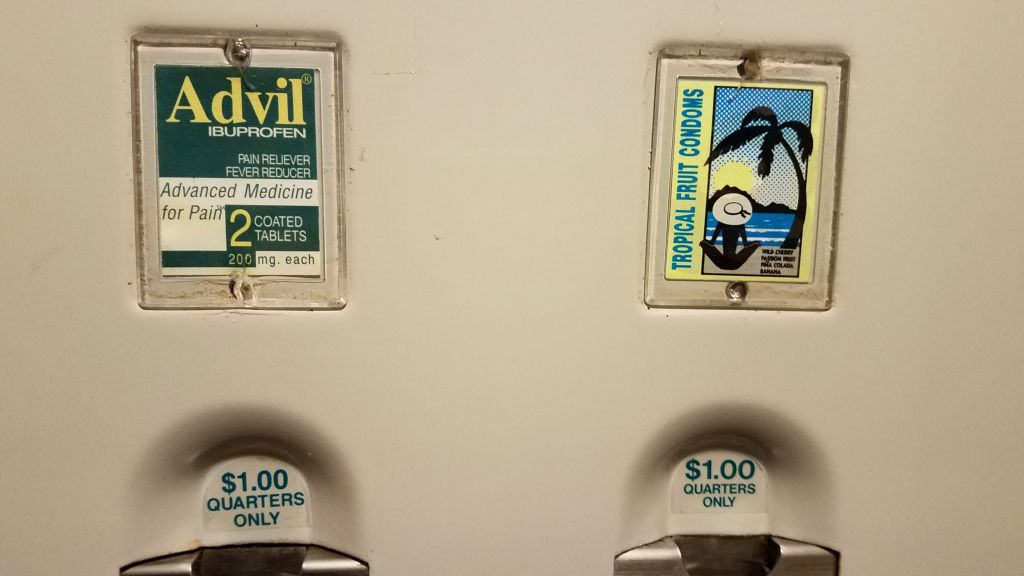 Advil®
IBUPROFEN
PAIN RELIEVER
FEVER REDUCER
Advanced Medicine
for Pain
2 COATED
TABLETS
200 mg. each
$1.00
QUARTERS
ONLY
TROPICAL FRUIT CONDOMS
WILD CHERRY
PASSION FRUIT
PINA COLADA
BANANA
$1.00
QUARTERS
ONLY